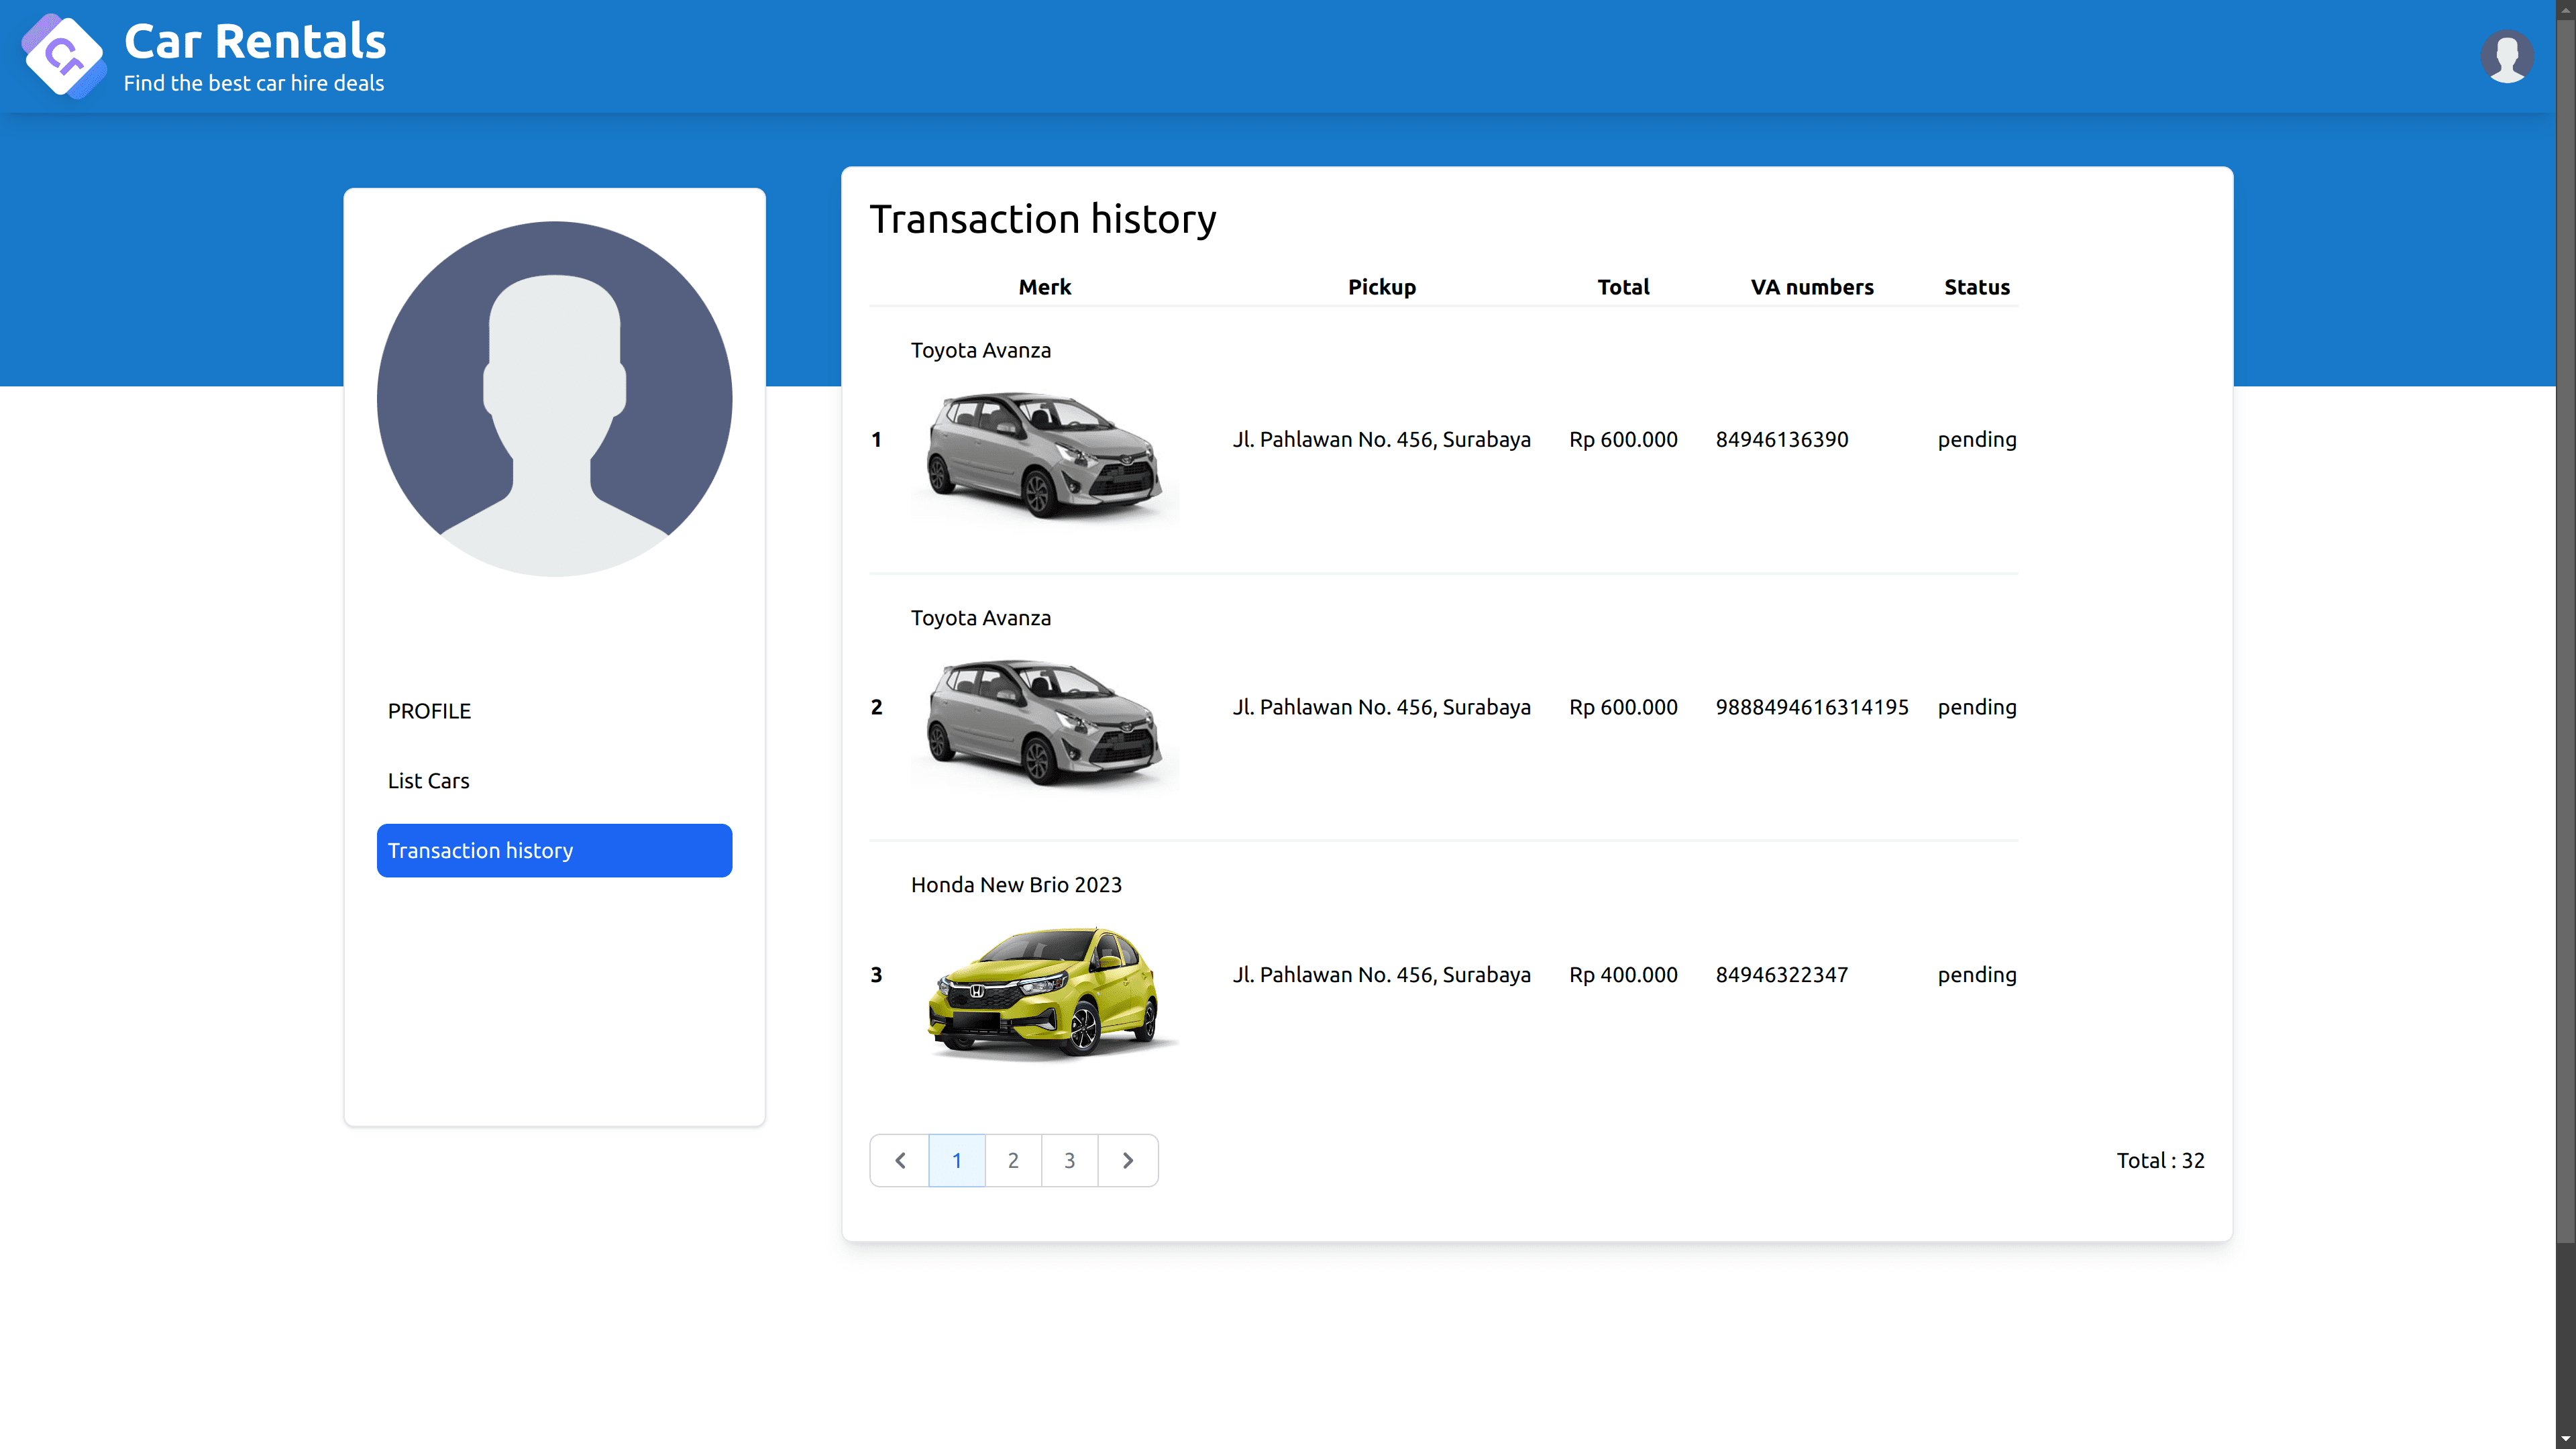 Cr
Car Rentals
Find the best car hire deals
PROFILE
List Cars
Transaction history
Transaction history
Merk Pickup Total VA numbers Status
Toyota Avanza
1 Jl. Pahlawan No. 456, Surabaya Rp 600.000 84946136390 pending
Toyota Avanza
2 Jl. Pahlawan No. 456, Surabaya Rp 600.000 9888494616314195 pending
Honda New Brio 2023
3 Jl. Pahlawan No. 456, Surabaya Rp 400.000 84946322347 pending
1 2 3 Total : 32